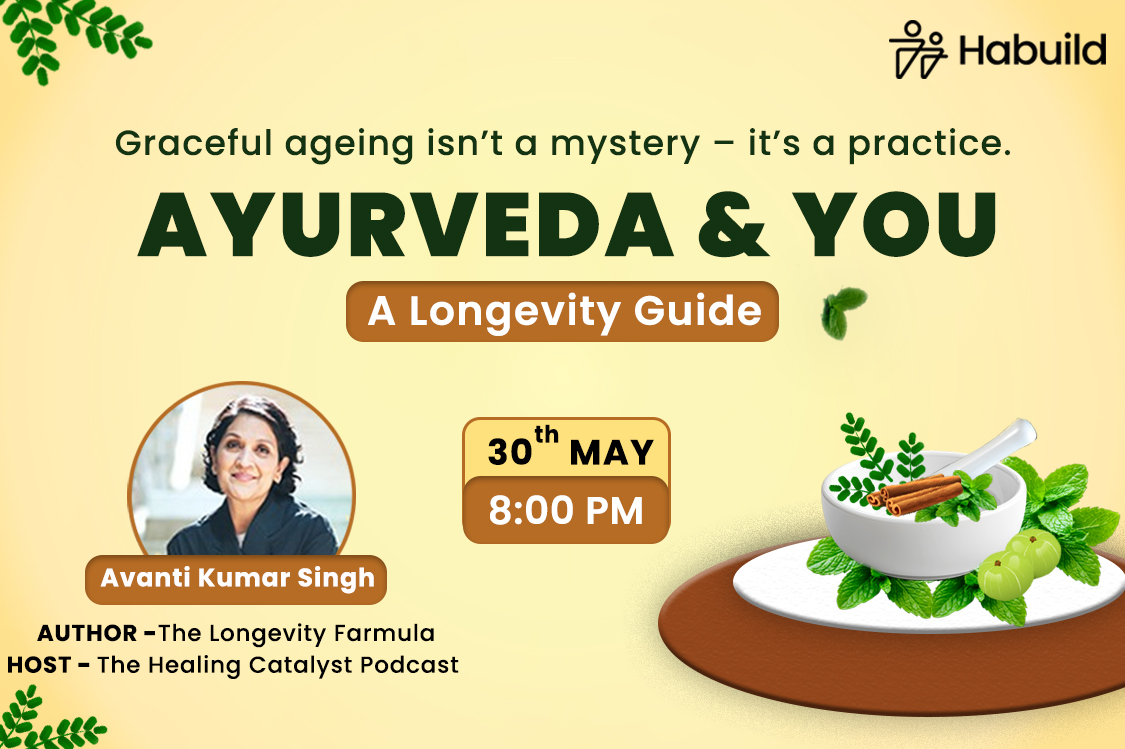 Habuild
Graceful ageing isn’t a mystery – it’s a practice.
AYURVEDA & YOU
A Longevity Guide
30th MAY
8:00 PM
Avanti Kumar Singh
AUTHOR –The Longevity Farmula
HOST – The Healing Catalyst Podcast